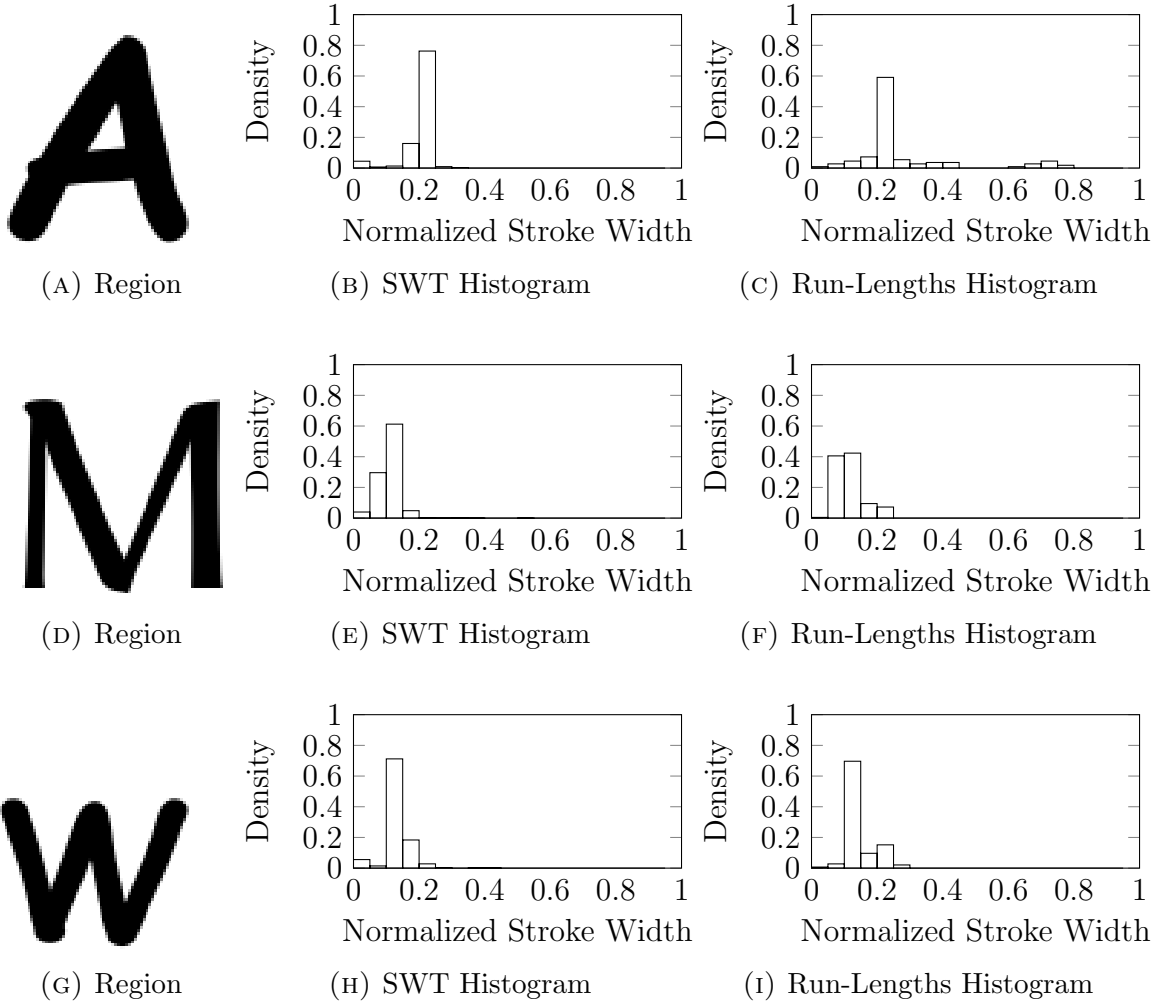 A
1
0.8
0.6
0.4
0.2
0
Density
0 0.2 0.4 0.6 0.8 1
Normalized Stroke Width
1
0.8
0.6
0.4
0.2
0
Density
0 0.2 0.4 0.6 0.8 1
Normalized Stroke Width
(A) Region
(B) SWT Histogram
(C) Run-Lengths Histogram
M
1
0.8
0.6
0.4
0.2
0
Density
0 0.2 0.4 0.6 0.8 1
Normalized Stroke Width
1
0.8
0.6
0.4
0.2
0
Density
0 0.2 0.4 0.6 0.8 1
Normalized Stroke Width
(D) Region
(E) SWT Histogram
(F) Run-Lengths Histogram
w
1
0.8
0.6
0.4
0.2
0
Density
0 0.2 0.4 0.6 0.8 1
Normalized Stroke Width
1
0.8
0.6
0.4
0.2
0
Density
0 0.2 0.4 0.6 0.8 1
Normalized Stroke Width
(G) Region
(H) SWT Histogram
(I) Run-Lengths Histogram